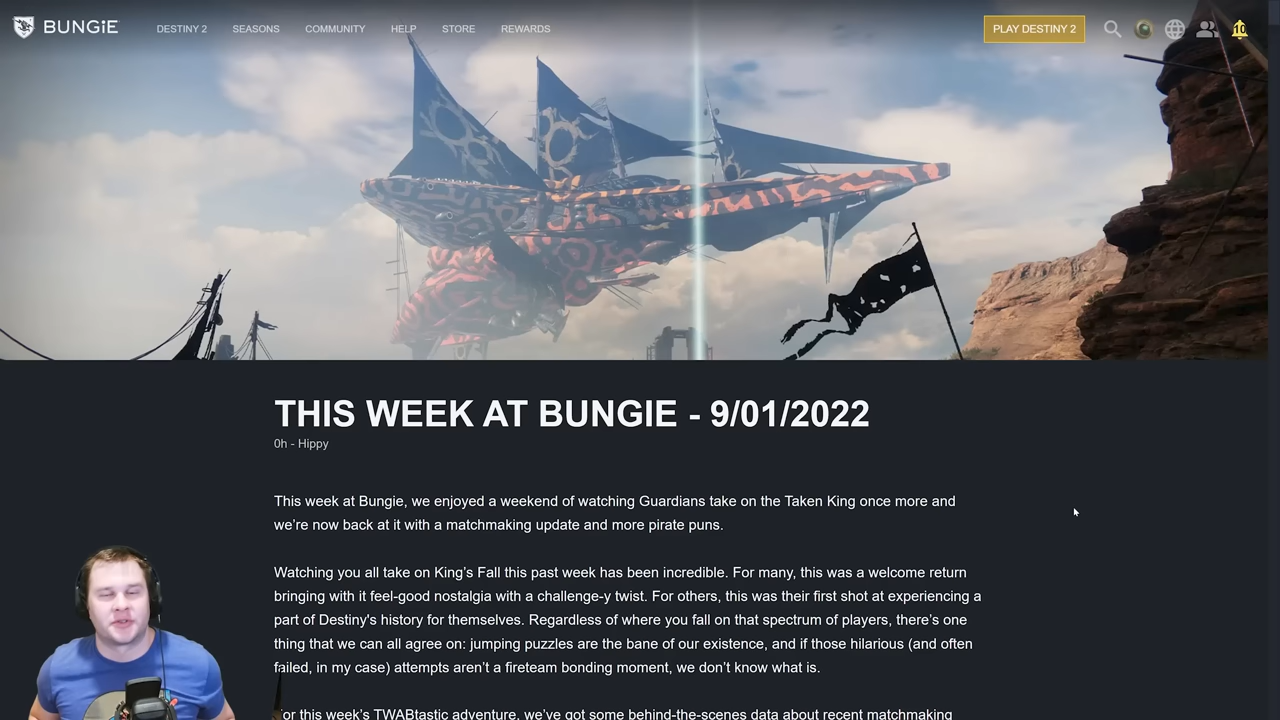 BUNGiE
DESTINY 2
SEASONS
COMMUNITY
HELP
STORE
REWARDS
PLAY DESTINY 2
10
THIS WEEK AT BUNGIE - 9/01/2022
0h - Hippy
This week at Bungie, we enjoyed a weekend of watching Guardians take on the Taken King once more and
we’re now back at it with a matchmaking update and more pirate puns.
Watching you all take on King’s Fall this past week has been incredible. For many, this was a welcome return
bringing with it feel-good nostalgia with a challenge-y twist. For others, this was their first shot at experiencing a
part of Destiny's history for themselves. Regardless of where you fall on that spectrum of players, there’s one
thing that we can all agree on: jumping puzzles are the bane of our existence, and if those hilarious (and often
failed, in my case) attempts aren’t a fireteam bonding moment, we don’t know what is.
For this week’s TWABtastic adventure, we’ve got some behind-the-scenes data about recent matchmaking